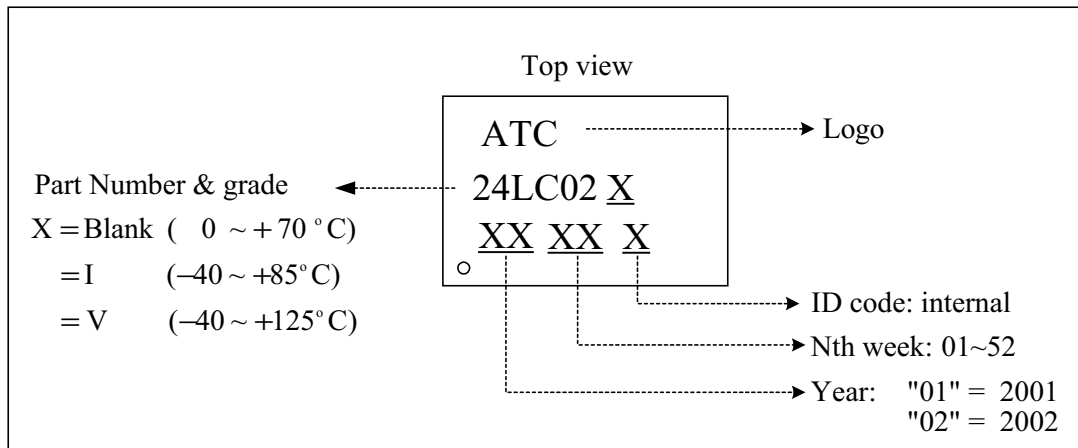 Top view
ATC
Logo
Part Number & grade
24LC02 X
X = Blank ( 0 ~ + 70 °C)
XX XX X
= I (−40 ~ +85°C)
= V (−40 ~ +125°C)
ID code: internal
Nth week: 01~52
Year: "01" = 2001
"02" = 2002